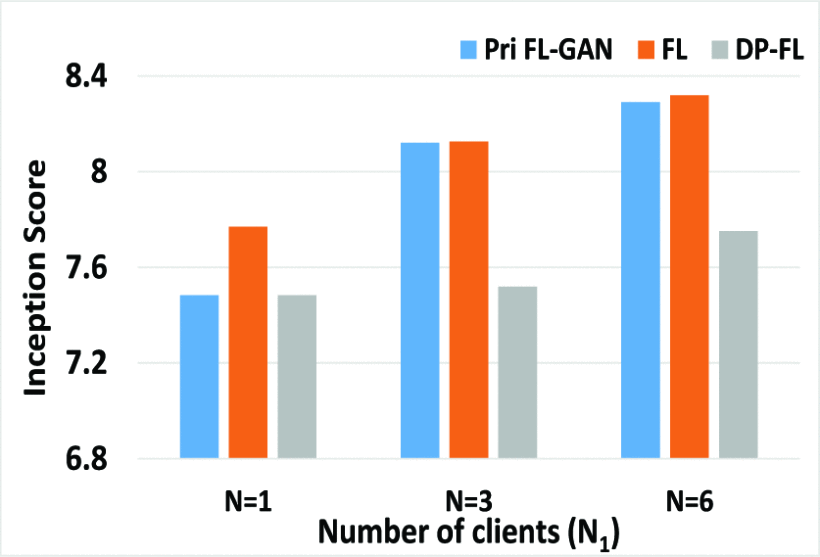 Pri FL-GAN FL DP-FL
8.4
8
7.6
7.2
6.8
Inception Score
N=1 N=3 N=6
Number of clients (N₁)